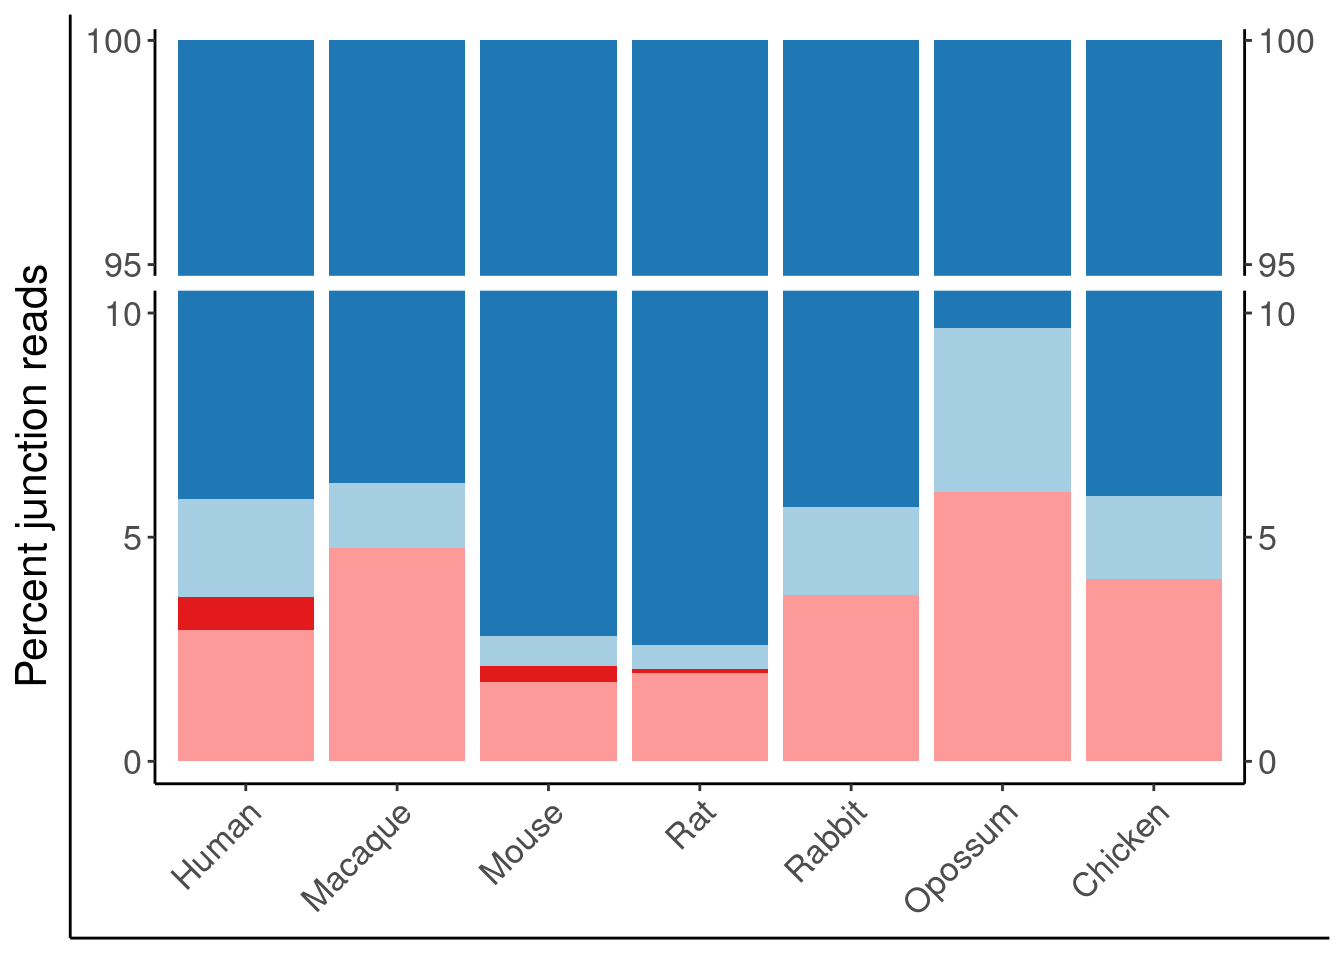 Percent junction reads
100
95
10
5
0
100
95
10
5
0
Human
Macaque
Mouse
Rat
Rabbit
Opossum
Chicken